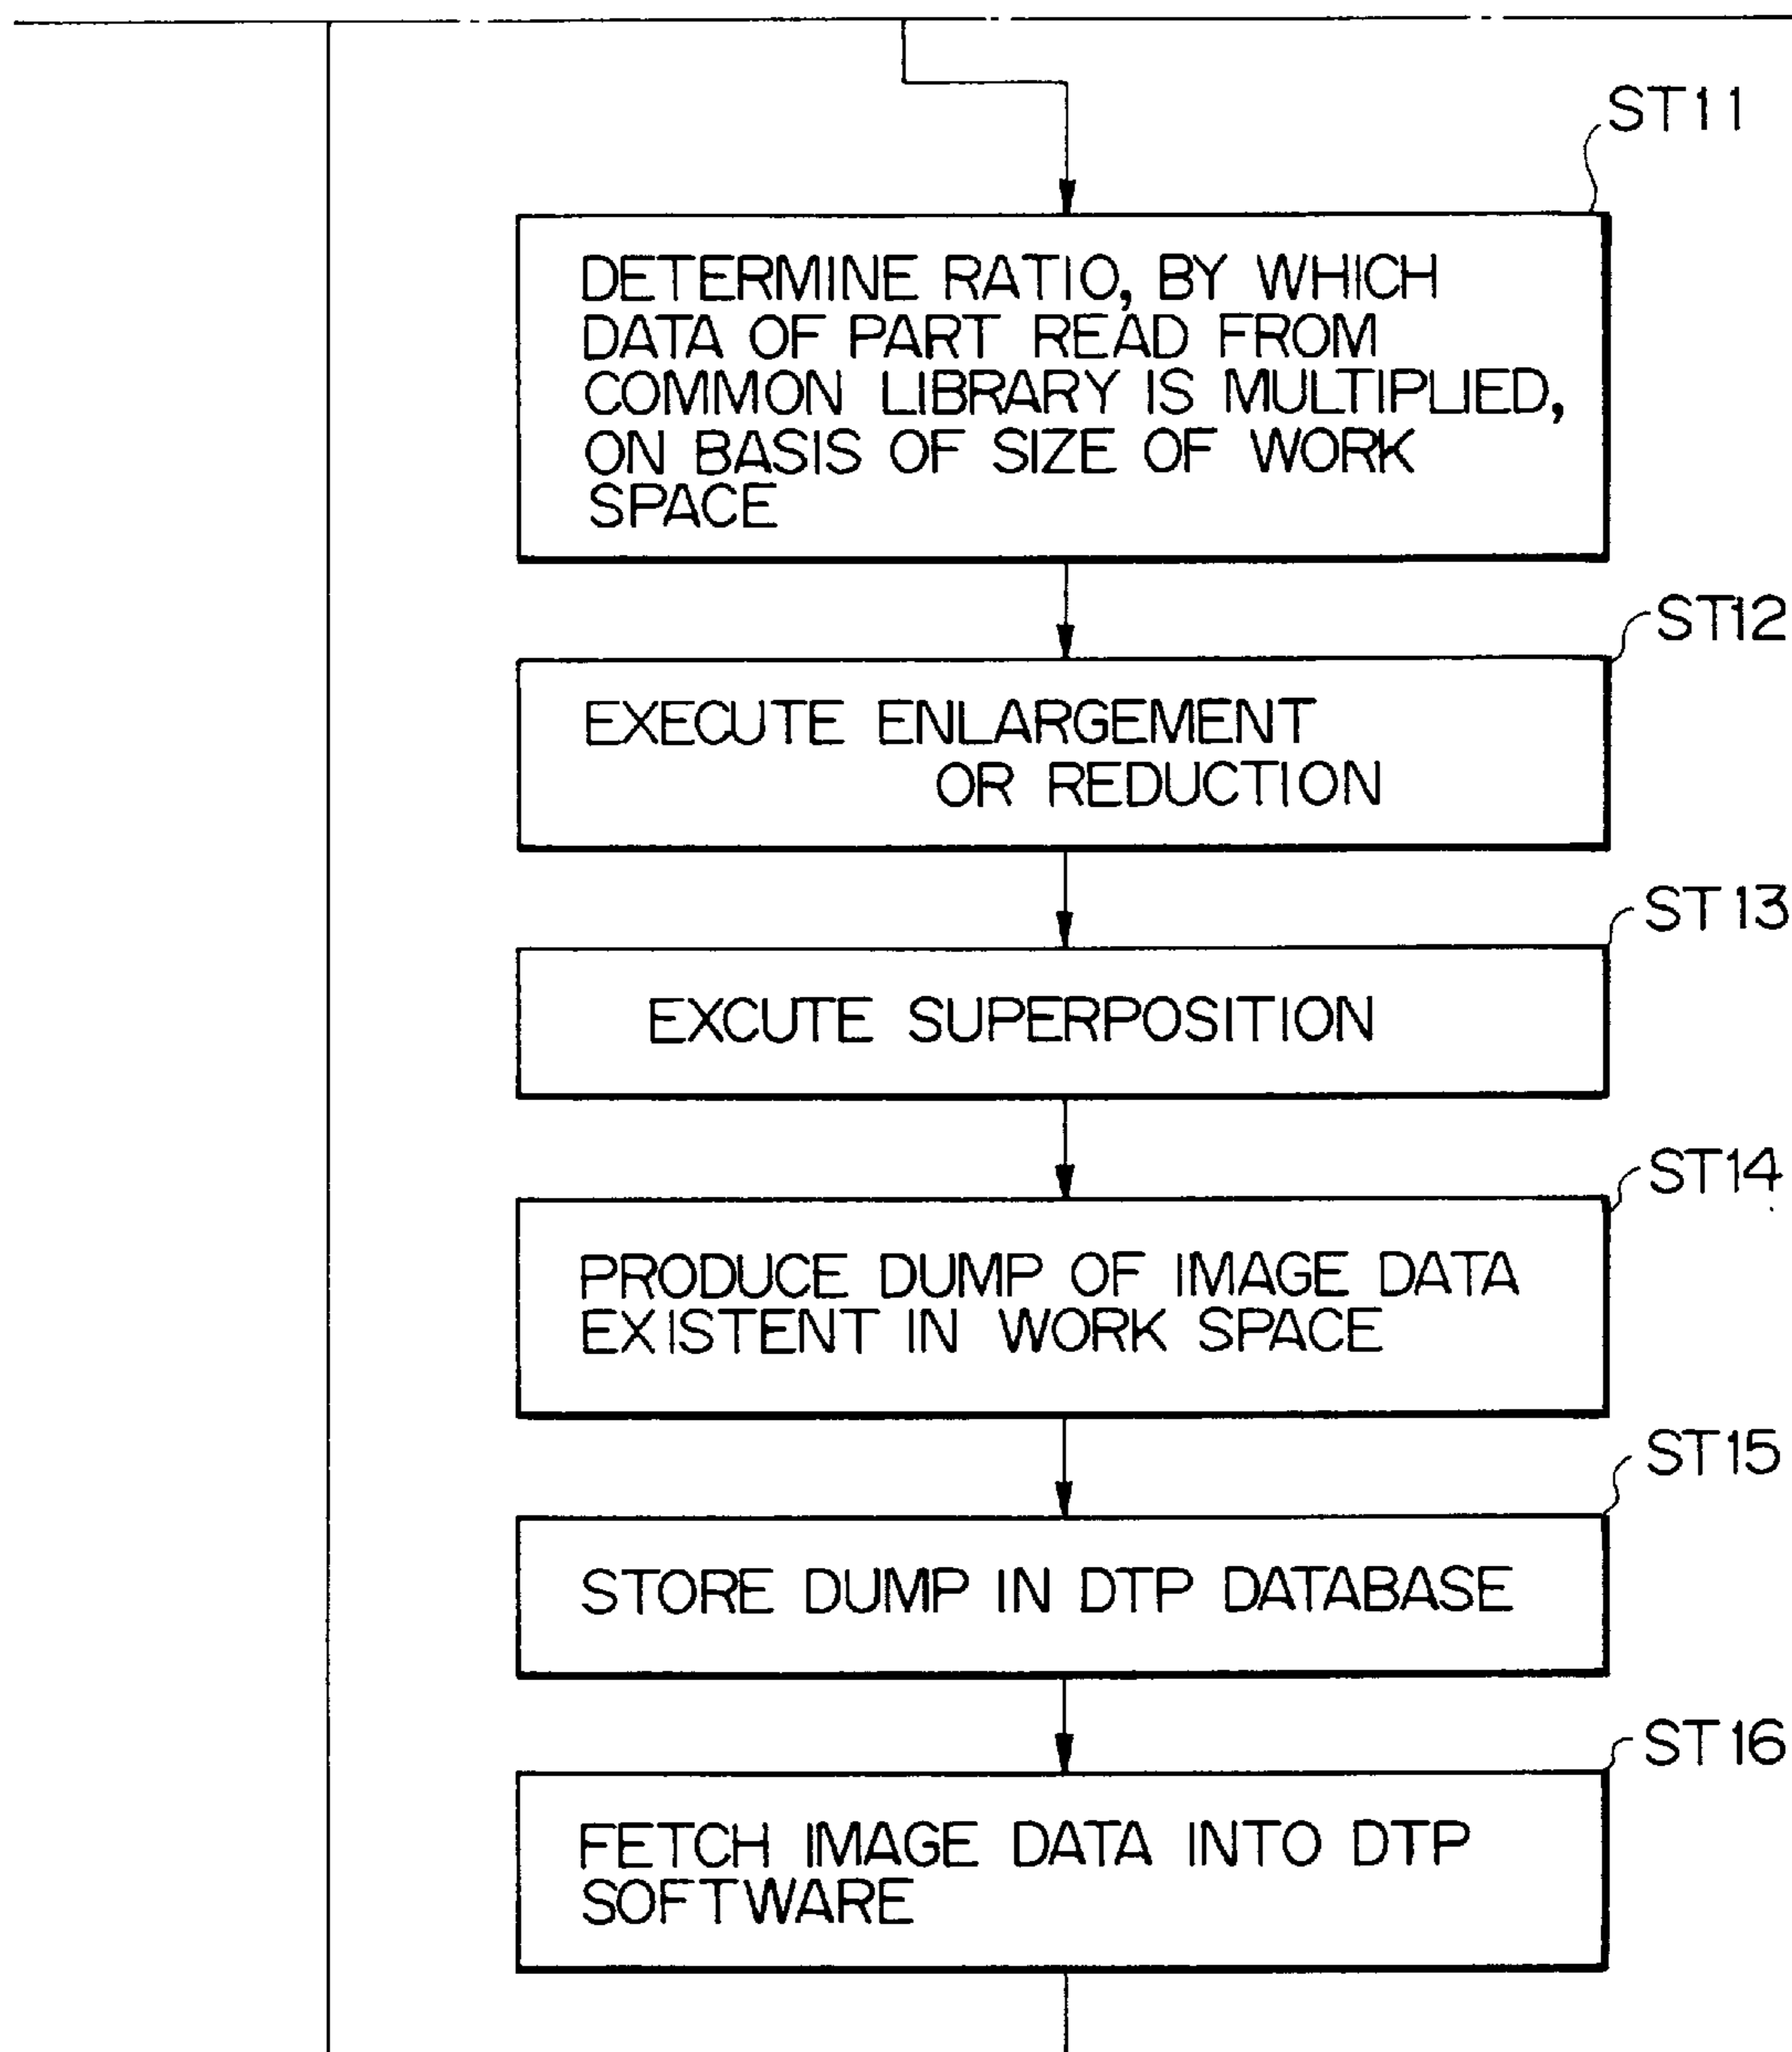 ST11
DETERMINE RATIO, BY WHICH
DATA OF PART READ FROM
COMMON LIBRARY IS MULTIPLIED,
ON BASIS OF SIZE OF WORK
SPACE
ST12
EXECUTE ENLARGEMENT
OR REDUCTION
ST13
EXCUTE SUPERPOSITION
ST14
PRODUCE DUMP OF IMAGE DATA
EXISTENT IN WORK SPACE
ST15
STORE DUMP IN DTP DATABASE
ST16
FETCH IMAGE DATA INTO DTP
SOFTWARE